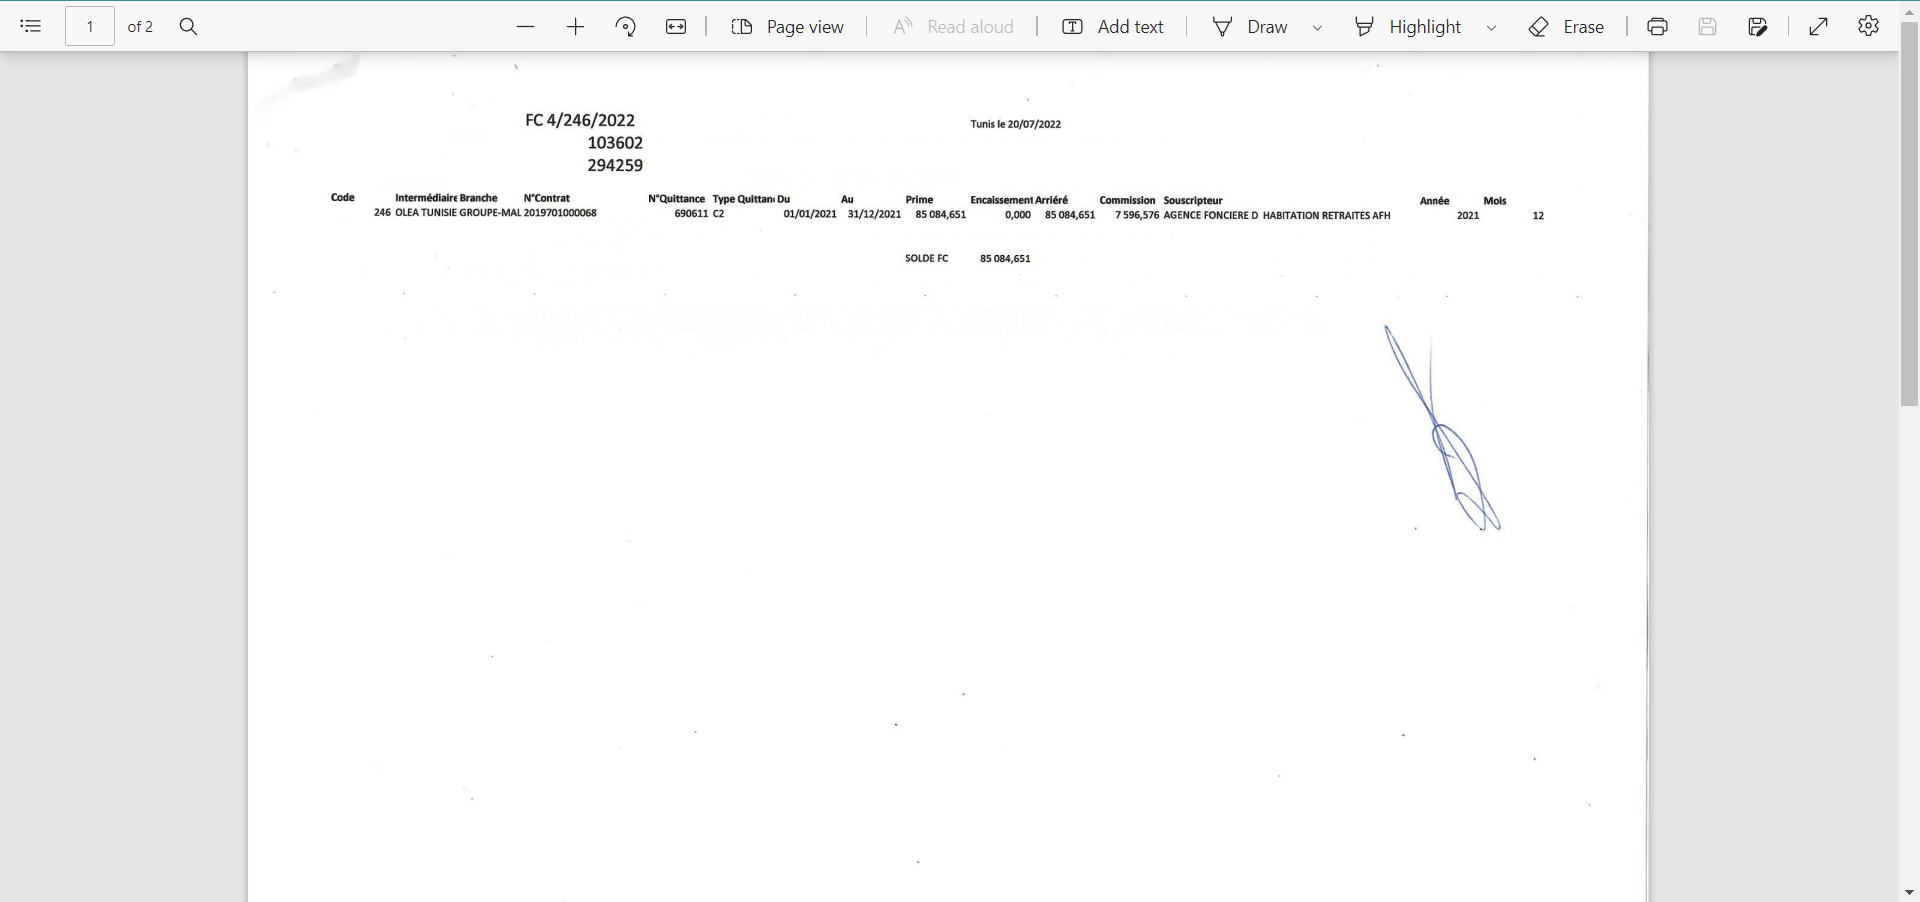 1 of 2 Page view Read aloud Add text Draw Highlight Erase
FC 4/246/2022 Tunis le 20/07/2022
103602
294259
Code Intermédiaire Branche N°Contrat N°Quittance Type Quittan Du Au Prime Encaissement Arriéré Commission Souscripteur Année Mois
246 OLEA TUNISIE GROUPE-MAL 2019701000068 690611 C2 01/01/2021 31/12/2021 85 084,651 0,000 85 084,651 7 596,576 AGENCE FONCIERE D HABITATION RETRAITES AFH 2021 12
SOLDE FC 85 084,651